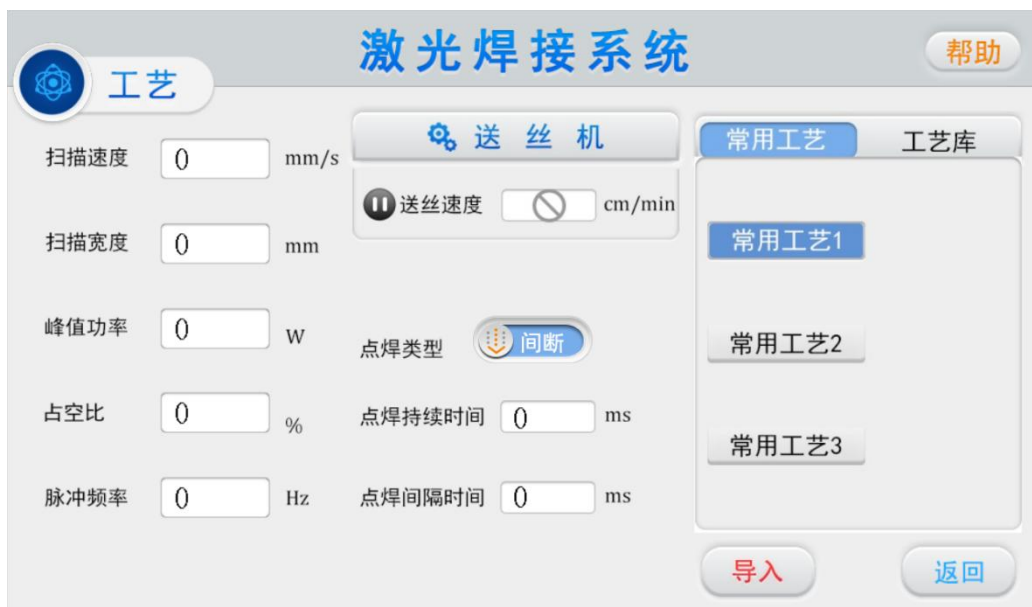 激光焊接系统
帮助
工艺
扫描速度 0 mm/s
扫描宽度 0 mm
峰值功率 0 W
占空比 0 %
脉冲频率 0 Hz
送丝机
送丝速度 cm/min
点焊类型 间断
点焊持续时间 0 ms
点焊间隔时间 0 ms
常用工艺 工艺库
常用工艺1
常用工艺2
常用工艺3
导入 返回